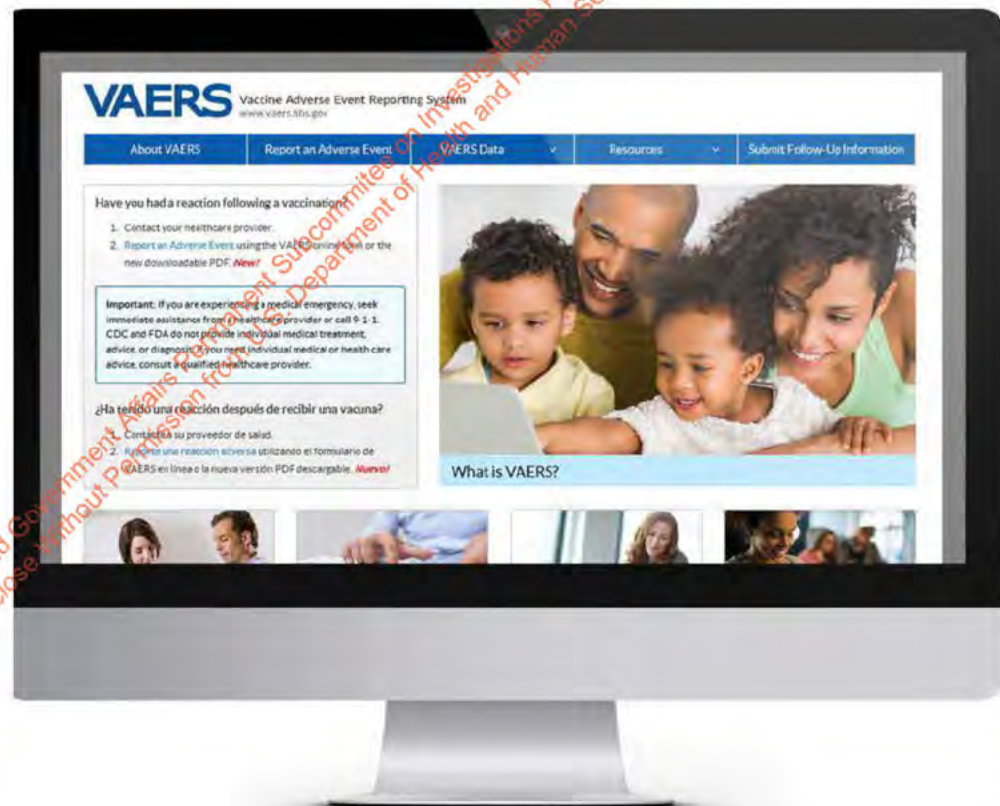 VAERS Vaccine Adverse Event Reporting System
www.vaers.hhs.gov
About VAERS Report an Adverse Event VAERS Data Resources Submit Follow-Up Information
Have you had a reaction following a vaccination?
1. Contact your healthcare provider.
2. Report an Adverse Event using the VAERS online form or the
new downloadable PDF. New!
Important: If you are experiencing a medical emergency, seek
immediate assistance from a healthcare provider or call 9-1-1.
CDC and FDA do not provide individual medical treatment,
advice, or diagnosis. If you need individual medical or health care
advice, consult a qualified healthcare provider.
¿Ha tenido una reacción después de recibir una vacuna?
1. Contacte a su proveedor de salud.
2. Reporte una reacción adversa utilizando el formulario de
VAERS en línea o la nueva versión PDF descargable. Nuevo!
What is VAERS?
Government Affairs Permanent Subcommittee on Investigations
Without Permission from U.S. Department of Health and Human